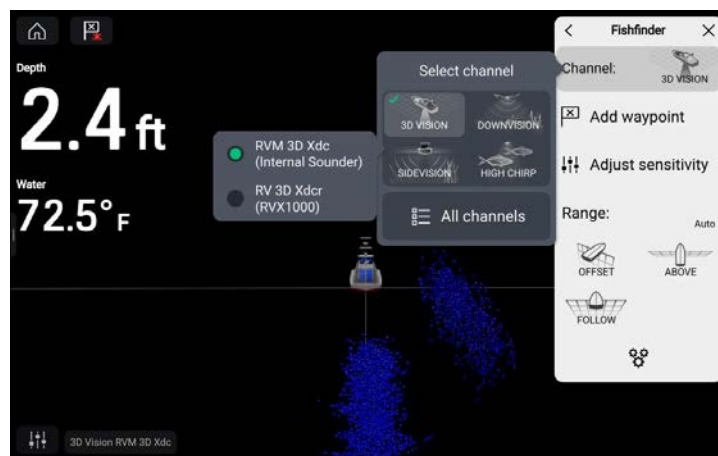 Depth
2.4 ft
Water
72.5° F
RVM 3D Xdc
(Internal Sounder)
RV 3D Xdcr
(RVX1000)
Select channel
3D VISION
DOWNVISION
SIDEVISION
HIGH CHIRP
All channels
Fishfinder
Channel:
3D VISION
Add waypoint
Adjust sensitivity
Range:
Auto
OFFSET
ABOVE
FOLLOW
3D Vision RVM 3D Xdc